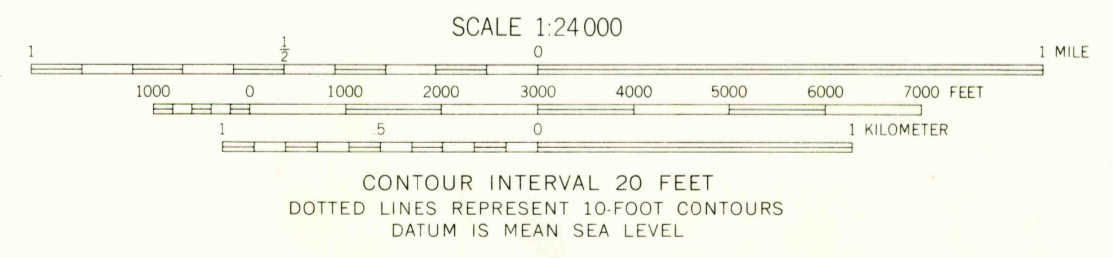 SCALE 1:24 000
1 1/2 0 1 MILE
1000 0 1000 2000 3000 4000 5000 6000 7000 FEET
1 .5 0 1 KILOMETER
CONTOUR INTERVAL 20 FEET
DOTTED LINES REPRESENT 10-FOOT CONTOURS
DATUM IS MEAN SEA LEVEL